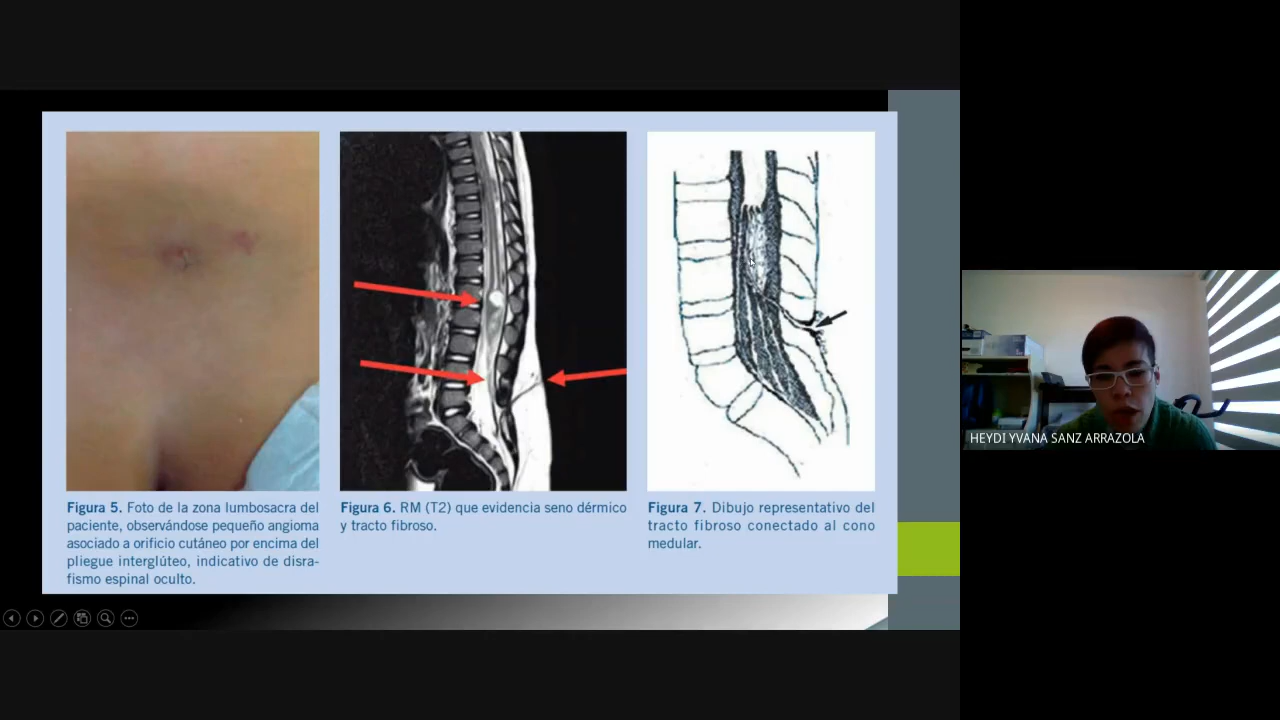 Figura 5. Foto de la zona lumbosacra del
paciente, observándose pequeño angioma
asociado a orificio cutáneo por encima del
pliegue interglúteo, indicativo de disra-
fismo espinal oculto.
Figura 6. RM (T2) que evidencia seno dérmico
y tracto fibroso.
Figura 7. Dibujo representativo del
tracto fibroso conectado al cono
medular.
HEYDI YVANA SANZ ARRAZOLA